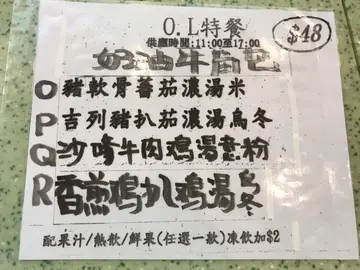 O.L特餐
供應時間:11:00至17:00
$48
奶油牛角包
O 豬軟骨蕃茄濃湯米
P 吉列豬扒茄濃湯烏冬
Q 沙嗲牛肉鸡湯意粉
R 香煎鸡扒鸡湯烏冬
配果汁/熱飲/鮮果(任選一款)凍飲加$2